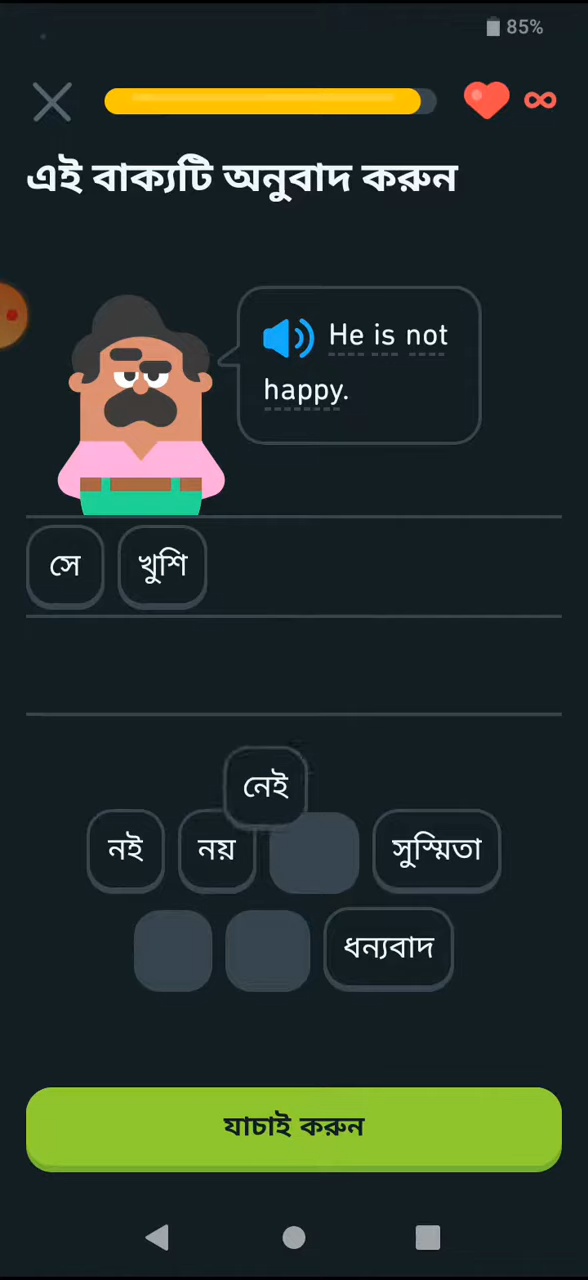 85%
এই বাক্যটি অনুবাদ করুন
He is not
happy.
সে খুশি
নেই
নই নয় সুস্মিতা
ধন্যবাদ
যাচাই করুন